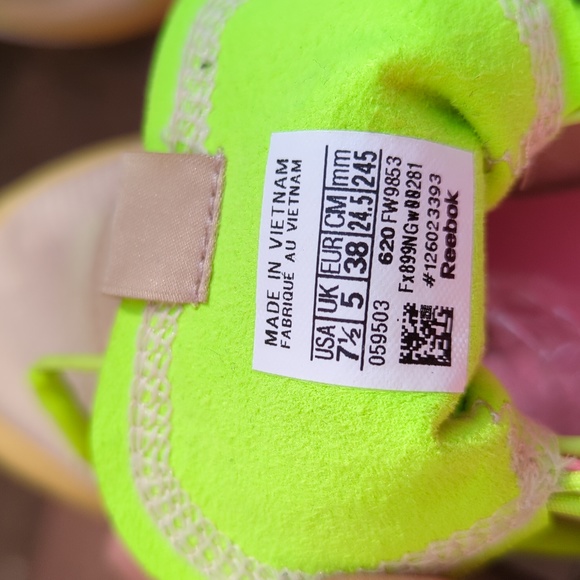 MADE IN VIETNAM
FABRIQUÉ AU VIETNAM
USA UK EUR CM mm
7½ 5 38 24.5 245
059503 620 FW9853
Fx899NGW00281
#126023393
Reebok